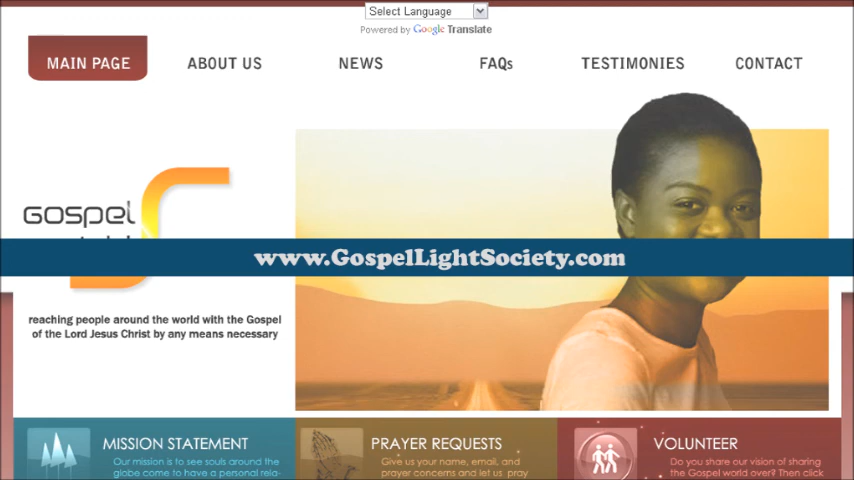 Select Language
Powered by Google Translate
MAIN PAGE
ABOUT US
NEWS
FAQs
TESTIMONIES
CONTACT
GOSPEL
www.GospelLightSociety.com
reaching people around the world with the Gospel
of the Lord Jesus Christ by any means necessary
MISSION STATEMENT
Our mission is to see souls around the
globe come to have a personal rela-
PRAYER REQUESTS
Give us your name, email, and
prayer concerns and let us pray
VOLUNTEER
Do you share our vision of sharing
the Gospel world over? Then click